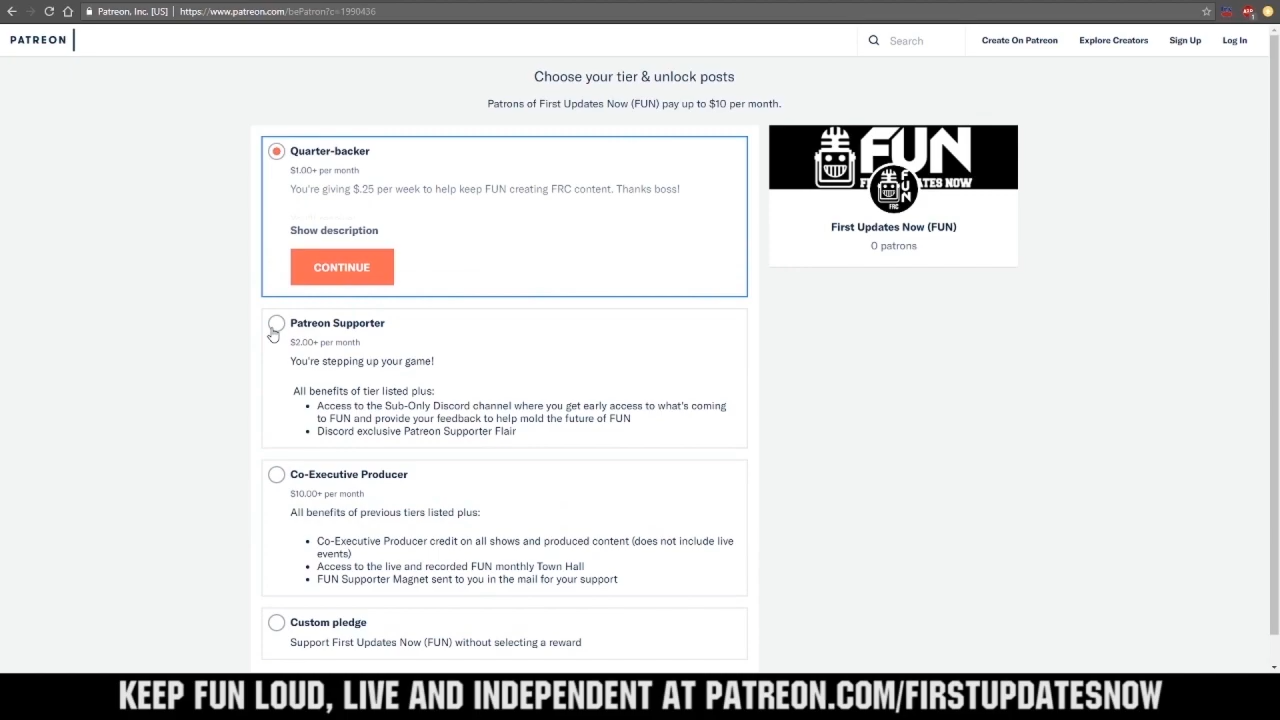 Patreon, Inc. [US] | https://www.patreon.com/bePatron?c=1990436
PATREON
Search
Create On Patreon
Explore Creators
Sign Up
Log In
Choose your tier & unlock posts
Patrons of First Updates Now (FUN) pay up to $10 per month.
Quarter-backer
$1.00+ per month
You're giving $.25 per week to help keep FUN creating FRC content. Thanks boss!
Show description
CONTINUE
FUN
FUN
FRC
First Updates Now (FUN)
0 patrons
Patreon Supporter
$2.00+ per month
You're stepping up your game!
All benefits of tier listed plus:
• Access to the Sub-Only Discord channel where you get early access to what's coming
to FUN and provide your feedback to help mold the future of FUN
• Discord exclusive Patreon Supporter Flair
Co-Executive Producer
$10.00+ per month
All benefits of previous tiers listed plus:
• Co-Executive Producer credit on all shows and produced content (does not include live
events)
• Access to the live and recorded FUN monthly Town Hall
• FUN Supporter Magnet sent to you in the mail for your support
Custom pledge
Support First Updates Now (FUN) without selecting a reward
KEEP FUN LOUD, LIVE AND INDEPENDENT AT PATREON.COM/FIRSTUPDATESNOW